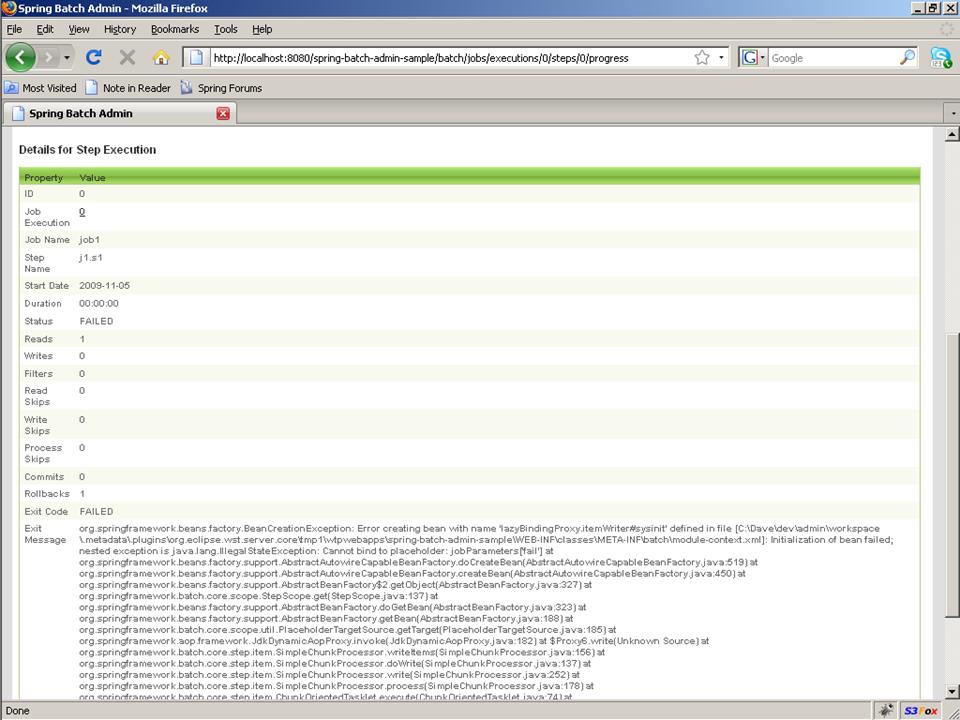 Spring Batch Admin - Mozilla Firefox
File Edit View History Bookmarks Tools Help
http://localhost:8080/spring-batch-admin-sample/batch/jobs/executions/0/steps/0/progress
Google
Most Visited Note in Reader Spring Forums
Spring Batch Admin
Details for Step Execution
Property Value
ID 0
Job 0
Execution
Job Name job1
Step j1.s1
Name
Start Date 2009-11-05
Duration 00:00:00
Status FAILED
Reads 1
Writes 0
Filters 0
Read 0
Skips
Write 0
Skips
Process 0
Skips
Commits 0
Rollbacks 1
Exit Code FAILED
Exit org.springframework.beans.factory.BeanCreationException: Error creating bean with name 'lazyBindingProxy.itemWriter#sysinit' defined in file [C:\Dave\dev\admin\workspace
Message \.metadata\.plugins\org.eclipse.wst.server.core\tmp1\wtpwebapps\spring-batch-admin-sample\WEB-INF\classes\META-INF\batch\module-context.xml]: Initialization of bean failed;
nested exception is java.lang.IllegalStateException: Cannot bind to placeholder: jobParameters['fail'] at
org.springframework.beans.factory.support.AbstractAutowireCapableBeanFactory.doCreateBean(AbstractAutowireCapableBeanFactory.java:519) at
org.springframework.beans.factory.support.AbstractAutowireCapableBeanFactory.createBean(AbstractAutowireCapableBeanFactory.java:450) at
org.springframework.beans.factory.support.AbstractBeanFactory$2.getObject(AbstractBeanFactory.java:327) at
org.springframework.batch.core.scope.StepScope.get(StepScope.java:137) at
org.springframework.beans.factory.support.AbstractBeanFactory.doGetBean(AbstractBeanFactory.java:323) at
org.springframework.beans.factory.support.AbstractBeanFactory.getBean(AbstractBeanFactory.java:188) at
org.springframework.batch.core.scope.util.PlaceholderTargetSource.getTarget(PlaceholderTargetSource.java:185) at
org.springframework.aop.framework.JdkDynamicAopProxy.invoke(JdkDynamicAopProxy.java:182) at $Proxy6.write(Unknown Source) at
org.springframework.batch.core.step.item.SimpleChunkProcessor.writeItems(SimpleChunkProcessor.java:156) at
org.springframework.batch.core.step.item.SimpleChunkProcessor.doWrite(SimpleChunkProcessor.java:137) at
org.springframework.batch.core.step.item.SimpleChunkProcessor.write(SimpleChunkProcessor.java:252) at
org.springframework.batch.core.step.item.SimpleChunkProcessor.process(SimpleChunkProcessor.java:178) at
org.springframework.batch.core.step.item.ChunkOrientedTasklet.execute(ChunkOrientedTasklet.java:74) at
Done S3Fox